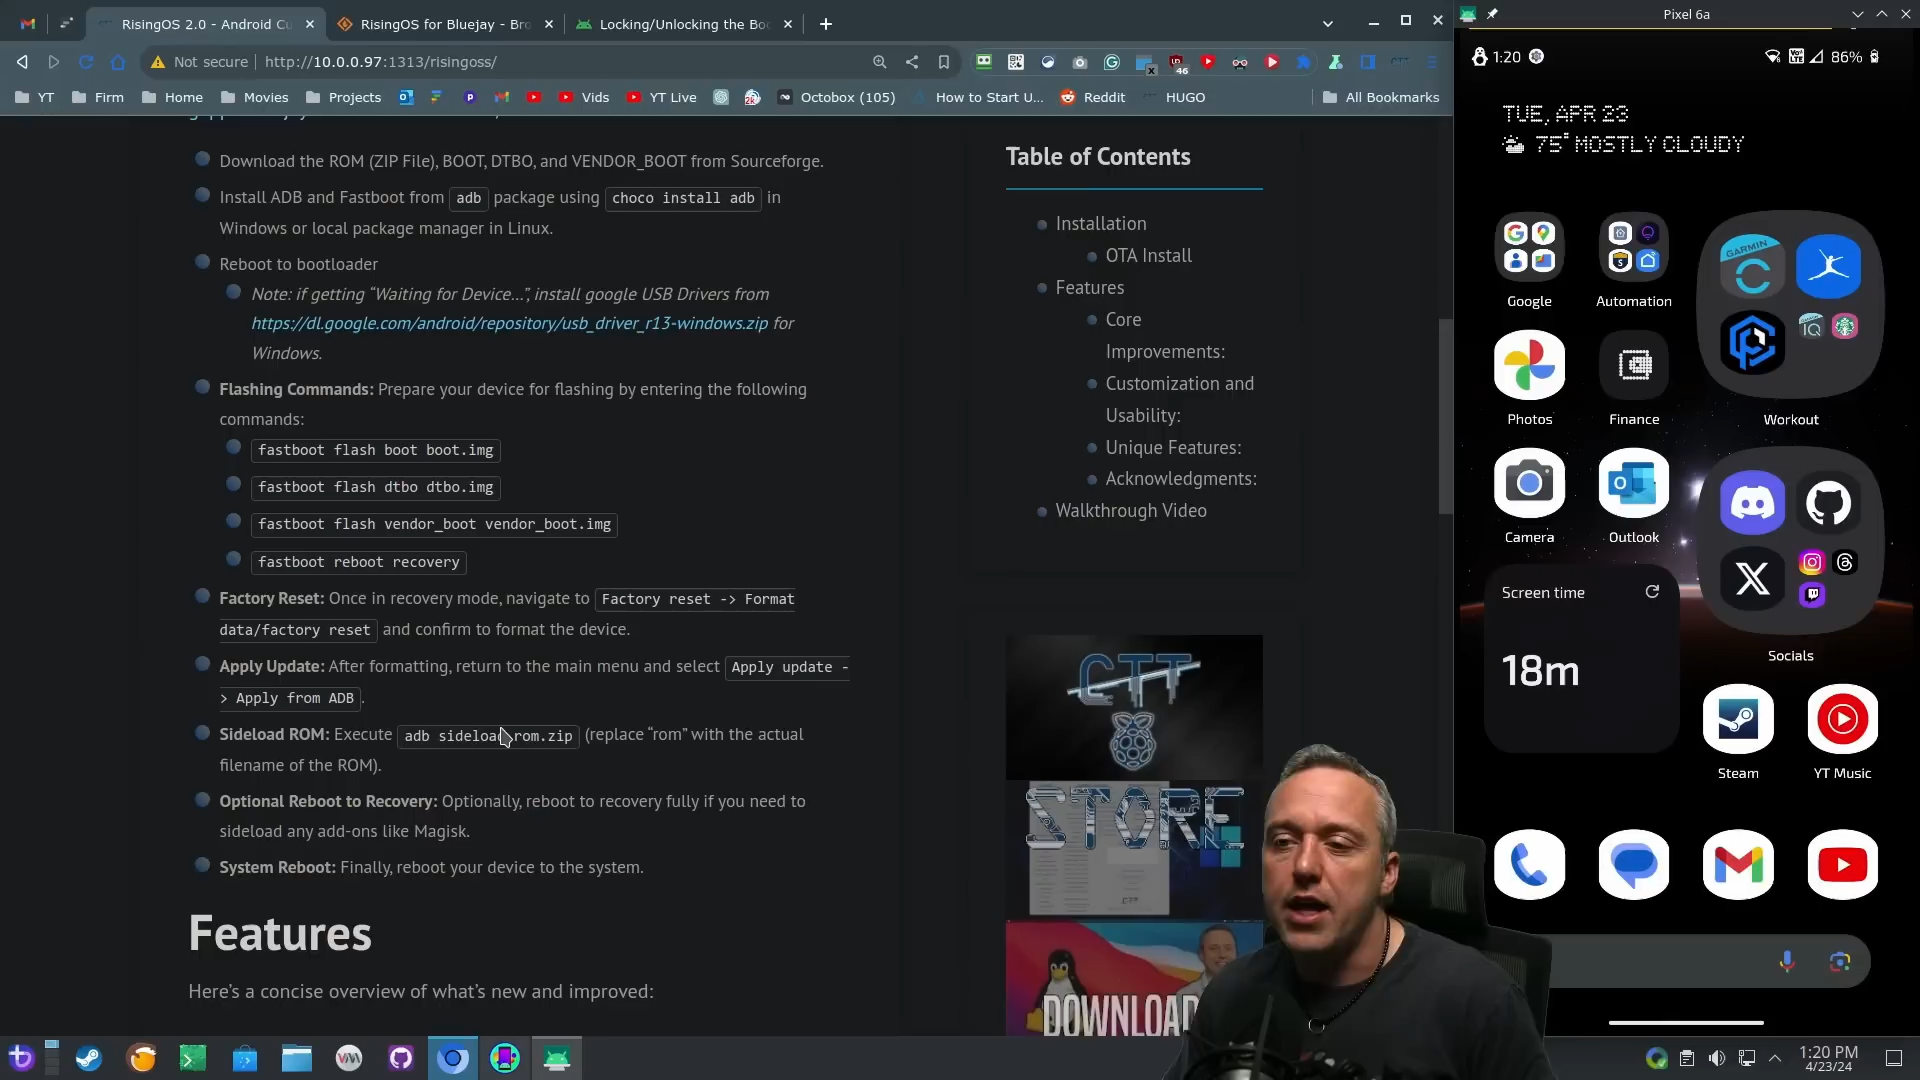 RisingOS 2.0 - Android Cu
RisingOS for Bluejay - Bro
Locking/Unlocking the Boo
Not secure
http://10.0.0.97:1313/risingoss/
46
YT
Firm
Home
Movies
Projects
Vids
YT Live
Octobox (105)
How to Start U...
Reddit
HUGO
All Bookmarks
Download the ROM (ZIP File), BOOT, DTBO, and VENDOR_BOOT from Sourceforge.
Install ADB and Fastboot from adb package using choco install adb in
Windows or local package manager in Linux.
Reboot to bootloader
Note: if getting “Waiting for Device…”, install google USB Drivers from
https://dl.google.com/android/repository/usb_driver_r13-windows.zip for
Windows.
Flashing Commands: Prepare your device for flashing by entering the following
commands:
fastboot flash boot boot.img
fastboot flash dtbo dtbo.img
fastboot flash vendor_boot vendor_boot.img
fastboot reboot recovery
Factory Reset: Once in recovery mode, navigate to Factory reset -> Format
data/factory reset and confirm to format the device.
Apply Update: After formatting, return to the main menu and select Apply update -
> Apply from ADB.
Sideload ROM: Execute adb sideload rom.zip (replace “rom” with the actual
filename of the ROM).
Optional Reboot to Recovery: Optionally, reboot to recovery fully if you need to
sideload any add-ons like Magisk.
System Reboot: Finally, reboot your device to the system.
Features
Here’s a concise overview of what’s new and improved:
Table of Contents
Installation
OTA Install
Features
Core
Improvements:
Customization and
Usability:
Unique Features:
Acknowledgments:
Walkthrough Video
CTT
STORE
DOWNLOAD
Pixel 6a
1:20
86%
TUE, APR 23
75° MOSTLY CLOUDY
Google
Automation
GARMIN
IQ
Photos
Finance
Workout
Camera
Outlook
Screen time
18m
Socials
Steam
YT Music
1:20 PM
4/23/24